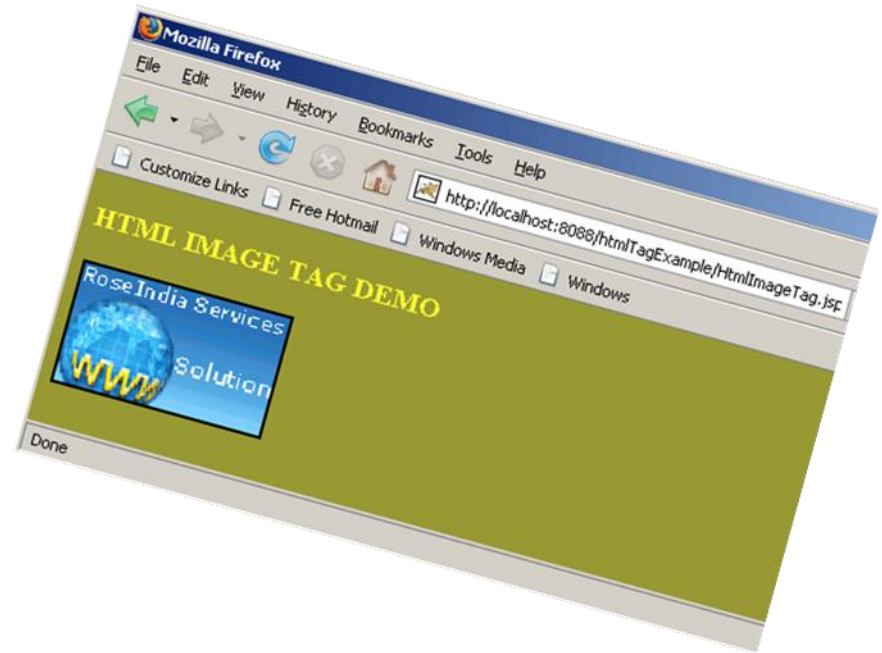 Mozilla Firefox
File Edit View History Bookmarks Tools Help
http://localhost:8088/htmlTagExample/HtmlImageTag.jsp
Customize Links Free Hotmail Windows Media Windows
HTML IMAGE TAG DEMO
RoseIndia Services
WWW
Solution
Done